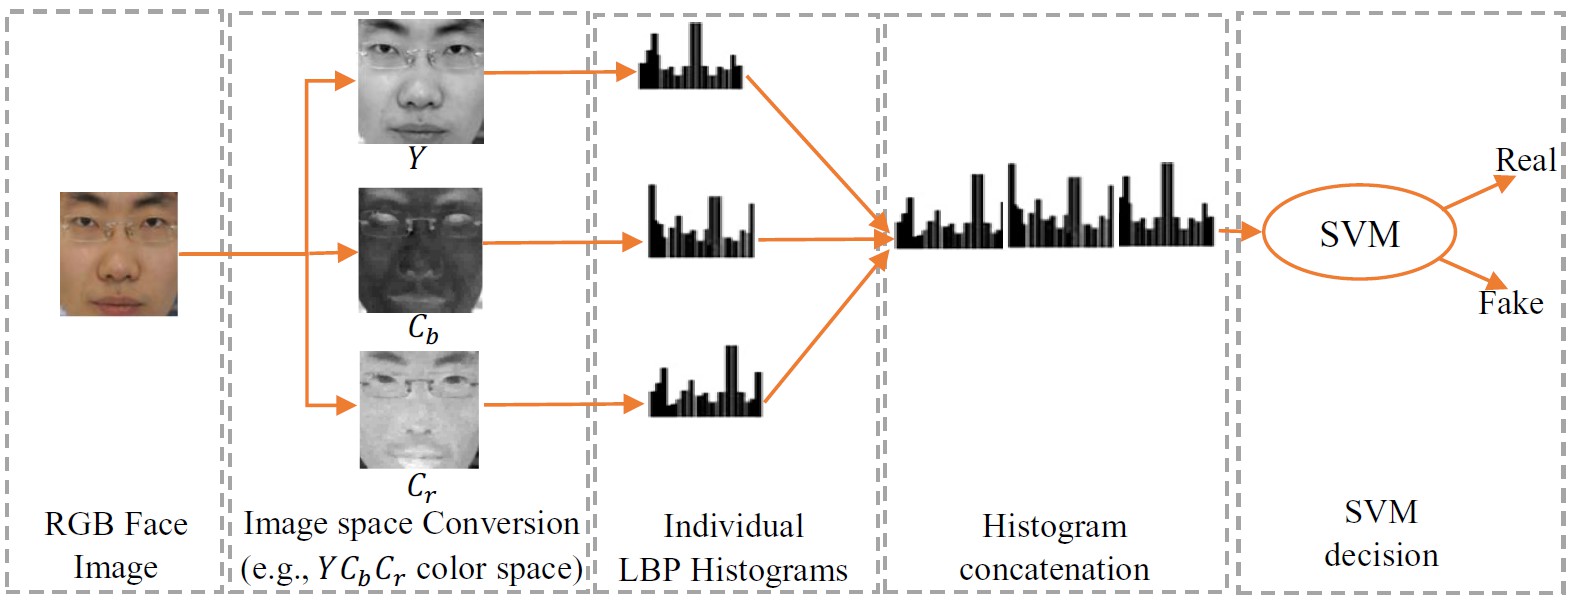 Y
C_b
C_r
SVM
Real
Fake
RGB Face
Image
Image space Conversion
(e.g., YC_bC_r color space)
Individual
LBP Histograms
Histogram
concatenation
SVM
decision